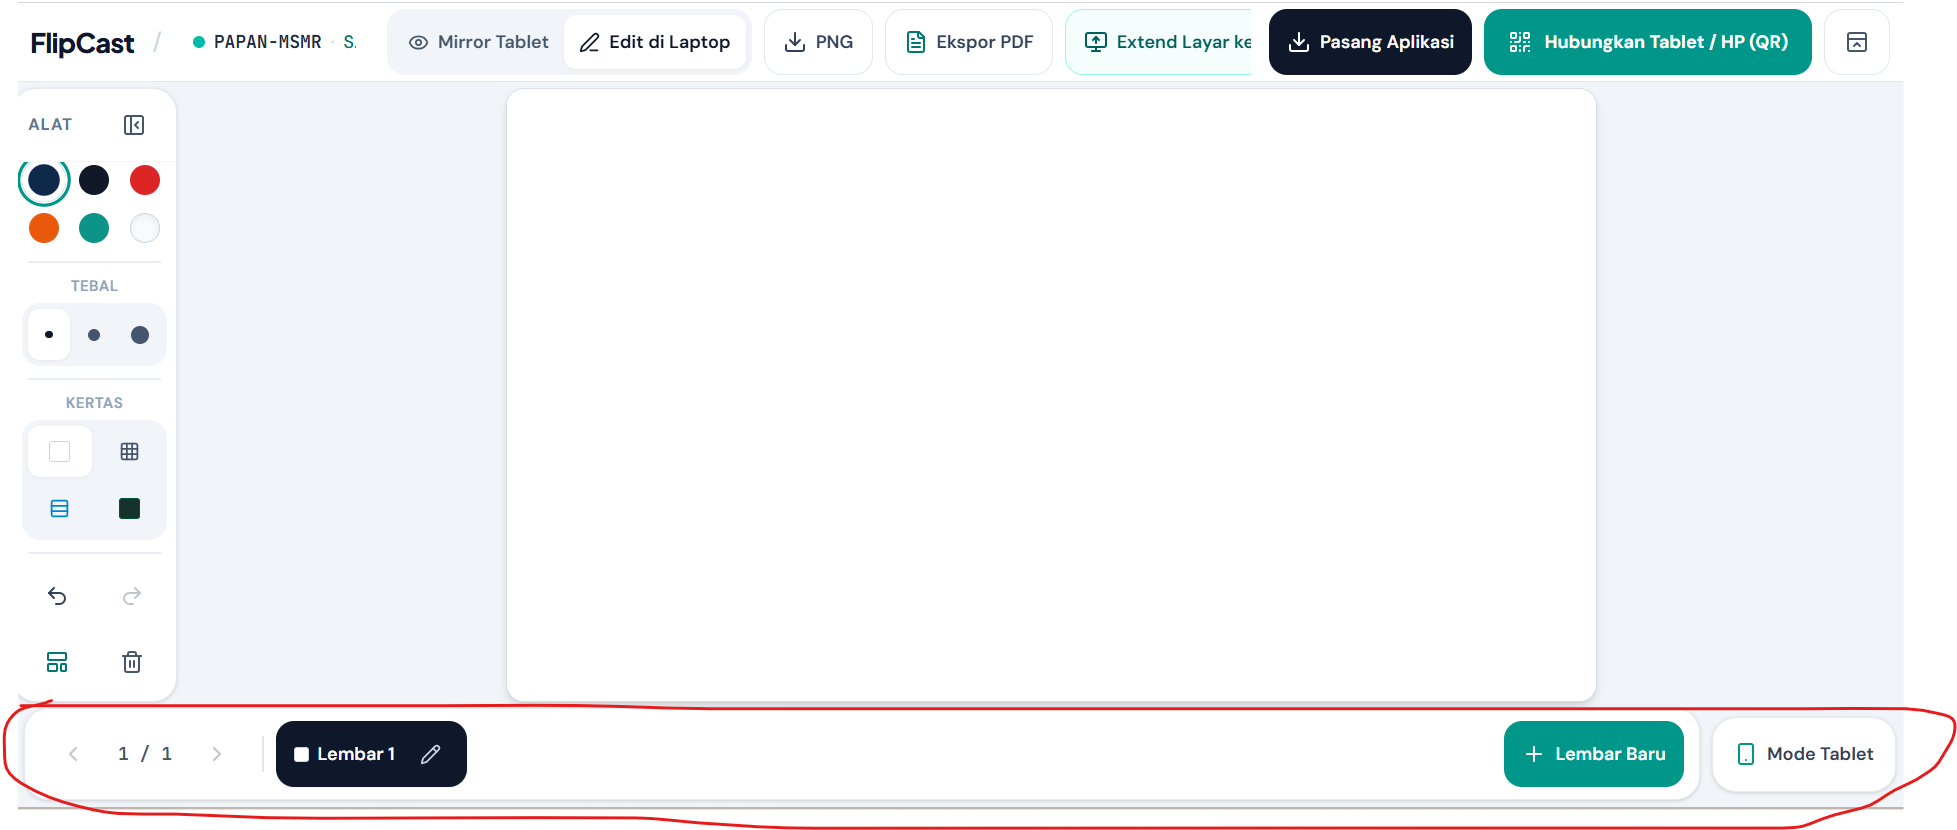 FlipCast / PAPAN-MSMR · S. Mirror Tablet Edit di Laptop PNG Ekspor PDF Extend Layar ke Pasang Aplikasi Hubungkan Tablet / HP (QR)
ALAT
TEBAL
KERTAS
1 / 1 Lembar 1 Lembar Baru Mode Tablet